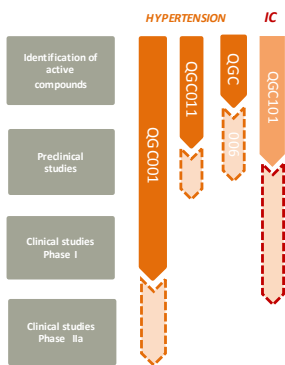 HYPERTENSION
IC
Identification of
active
compounds
Preclinical
studies
Clinical studies
Phase I
Clinical studies
Phase IIa
QGC001
QGC011
QGC
006
QGC101